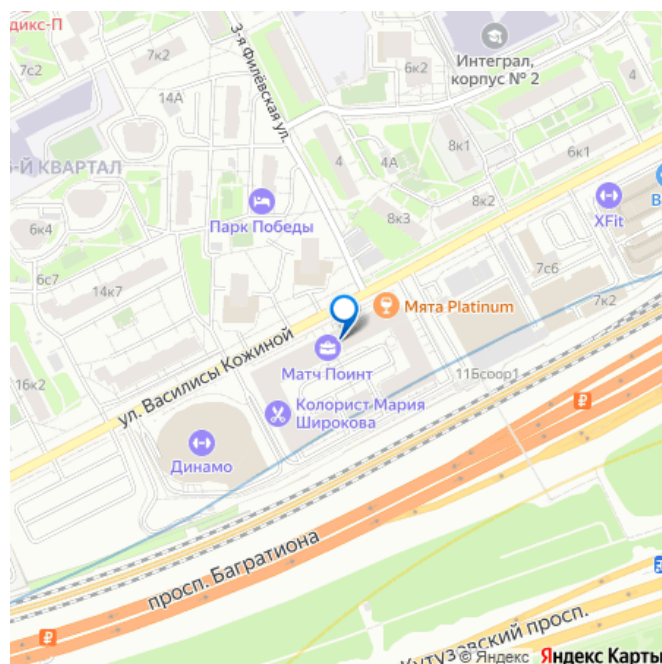 дикс-П
7к2
7с2
3-я Филёвская ул.
6к2
Интеграл,
корпус № 2
4
14А
8к1
4
4А
6к1
-Й КВАРТАЛ
8к2
XFit
В
Парк Победы
8к3
6к4
7с6
6с7
14к7
Мята Platinum
7к2
ул. Василисы Кожиной
Матч Поинт
11Бсоор1
16к2
Колорист Мария
Широкова
Динамо
просп. Багратиона
Кутузовский просп.
© Яндекс Яндекс Карты